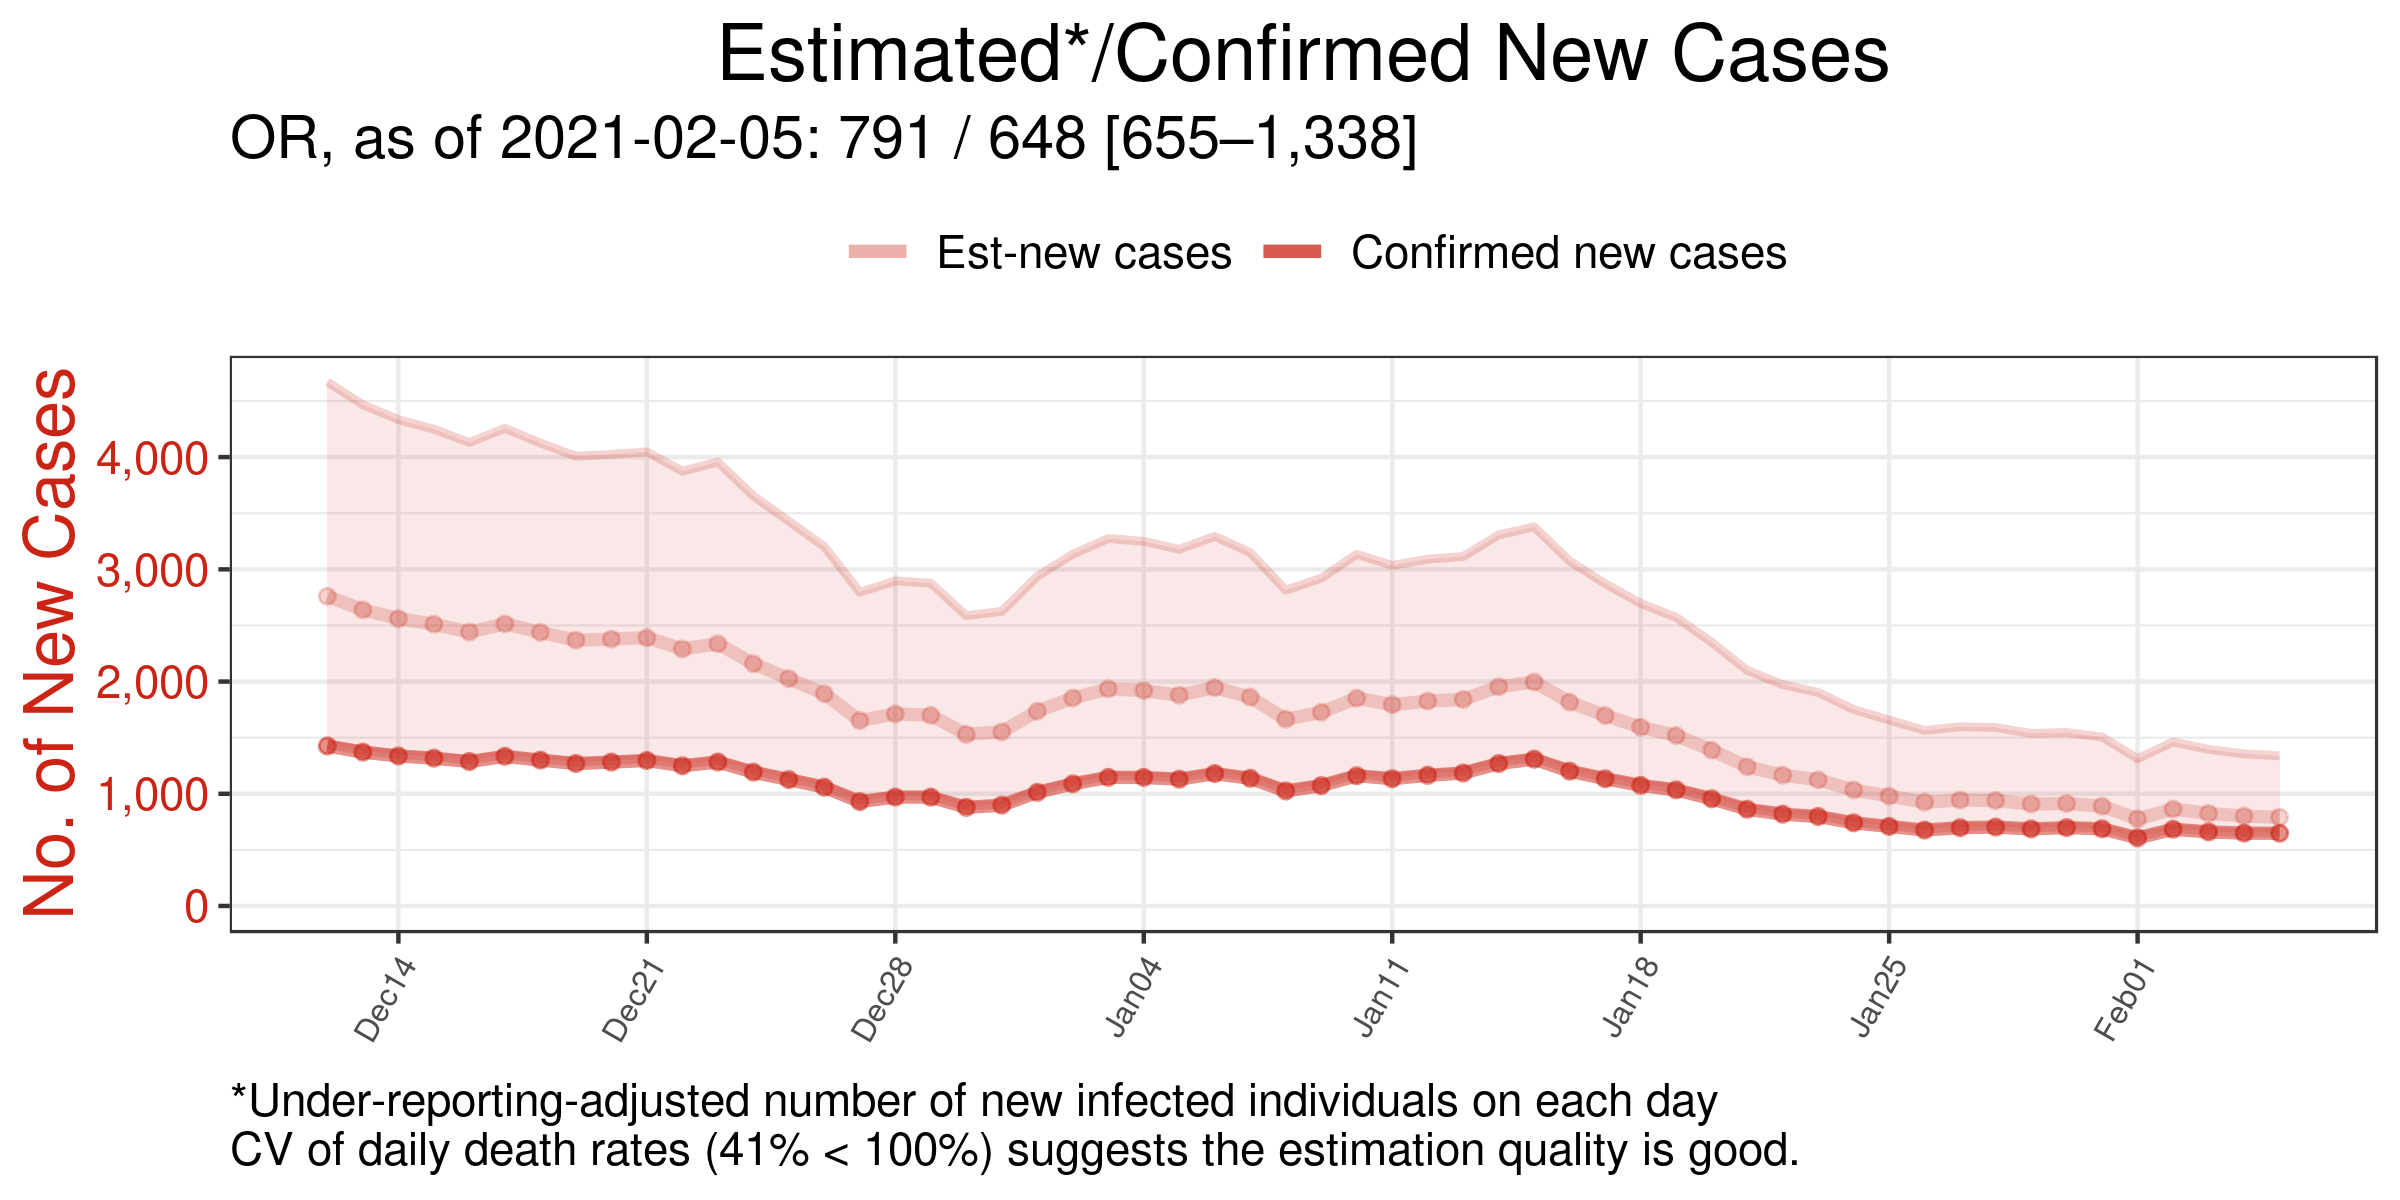 Estimated*/Confirmed New Cases
OR, as of 2021-02-05: 791 / 648 [655–1,338]
Est-new cases Confirmed new cases
No. of New Cases
4,000
3,000
2,000
1,000
0
Dec14 Dec21 Dec28 Jan04 Jan11 Jan18 Jan25 Feb01
*Under-reporting-adjusted number of new infected individuals on each day
CV of daily death rates (41% < 100%) suggests the estimation quality is good.